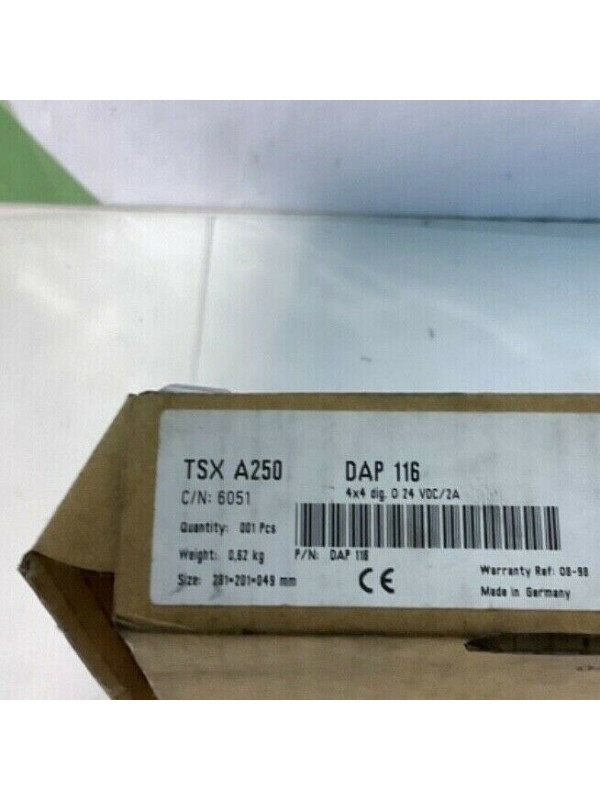 TSX A250 DAP 116
C/N: 6051 4x4 dig. O 24 VDC/2A
Quantity: 001 Pcs
Weight: 0,62 kg P/N: DAP 116
Size: 281*201*049 mm CE Warranty Ref: 08-98
Made in Germany